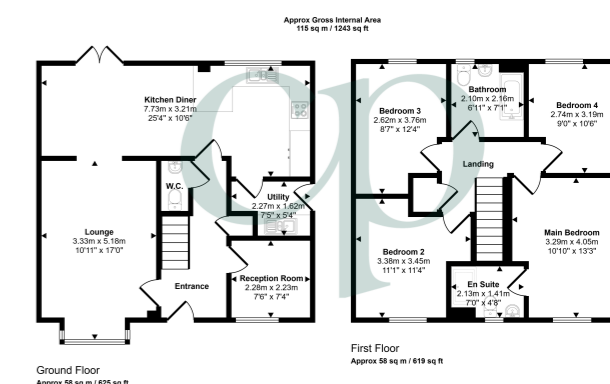 Approx Gross Internal Area
115 sq m / 1243 sq ft
Kitchen Diner
7.73m x 3.21m
25'4" x 10'6"
W.C.
Utility
2.27m x 1.62m
7'5" x 5'4"
Lounge
3.33m x 5.18m
10'11" x 17'0"
Entrance
Reception Room
2.28m x 2.23m
7'6" x 7'4"
Ground Floor
Approx 58 sq m / 625 sq ft
Bedroom 3
2.62m x 3.76m
8'7" x 12'4"
Bathroom
2.10m x 2.16m
6'11" x 7'1"
Bedroom 4
2.74m x 3.19m
9'0" x 10'6"
Landing
Bedroom 2
3.38m x 3.45m
11'1" x 11'4"
Main Bedroom
3.29m x 4.05m
10'10" x 13'3"
En Suite
2.13m x 1.41m
7'0" x 4'8"
First Floor
Approx 58 sq m / 619 sq ft
cp